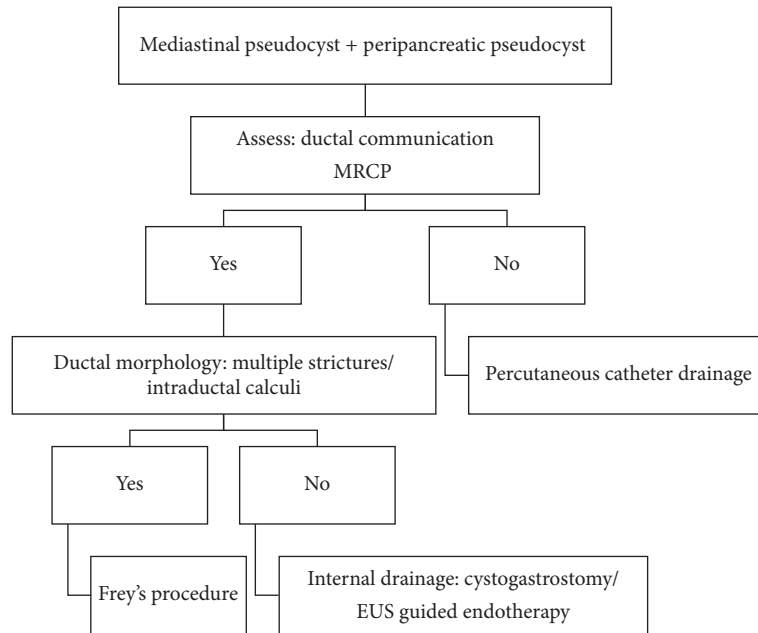 Mediastinal pseudocyst + peripancreatic pseudocyst
Assess: ductal communication
MRCP
Yes
No
Ductal morphology: multiple strictures/
intraductal calculi
Percutaneous catheter drainage
Yes
No
Frey's procedure
Internal drainage: cystogastrostomy/
EUS guided endotherapy